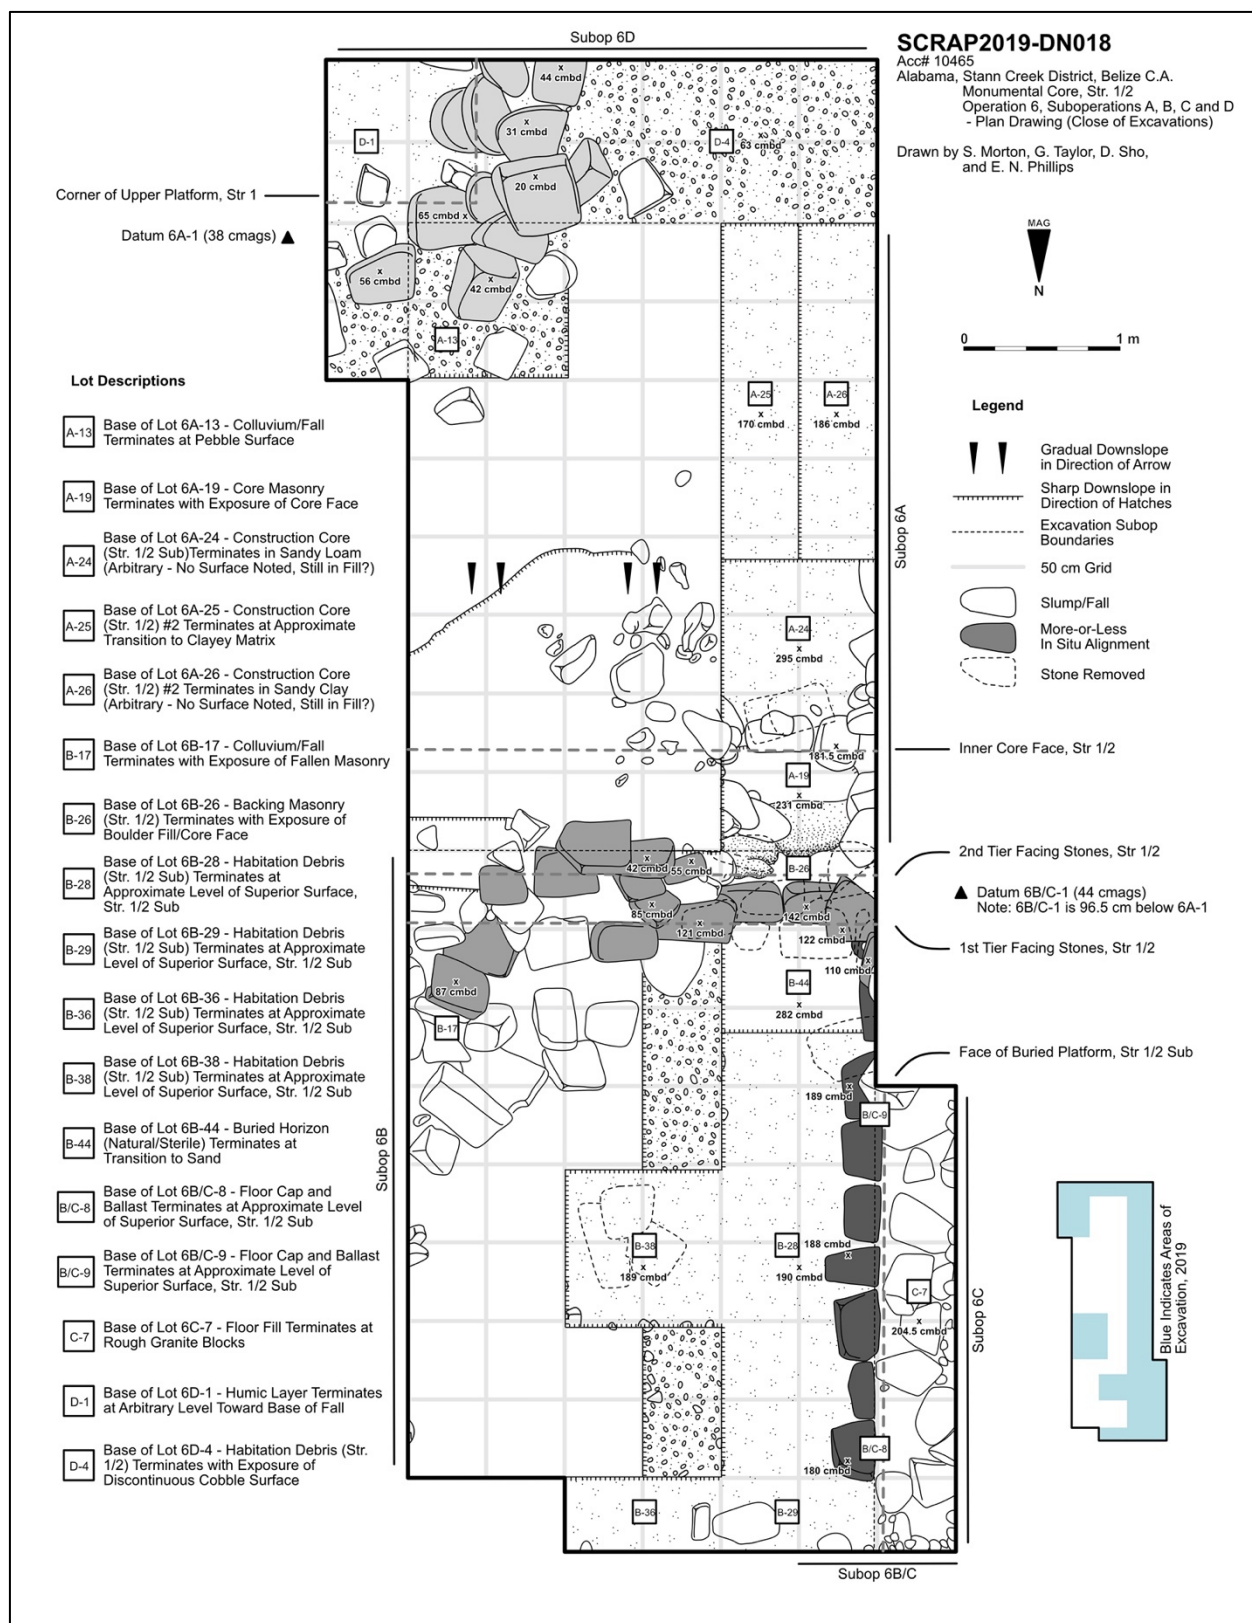 Subop 6D
SCRAP2019-DN018
Acc# 10465
Alabama, Stann Creek District, Belize C.A.
Monumental Core, Str. 1/2
Operation 6, Suboperations A, B, C and D
- Plan Drawing (Close of Excavations)
Drawn by S. Morton, G. Taylor, D. Sho,
and E. N. Phillips
MAG
N
0 1 m
Corner of Upper Platform, Str 1
Datum 6A-1 (38 cmags)
x
44 cmbd
x
31 cmbd
D-1
D-4
x
63 cmbd
x
20 cmbd
65 cmbd x
x
56 cmbd
x
42 cmbd
A-13
Lot Descriptions
A-13
Base of Lot 6A-13 - Colluvium/Fall
Terminates at Pebble Surface
A-19
Base of Lot 6A-19 - Core Masonry
Terminates with Exposure of Core Face
A-24
Base of Lot 6A-24 - Construction Core
(Str. 1/2 Sub)Terminates in Sandy Loam
(Arbitrary - No Surface Noted, Still in Fill?)
A-25
Base of Lot 6A-25 - Construction Core
(Str. 1/2) #2 Terminates at Approximate
Transition to Clayey Matrix
A-26
Base of Lot 6A-26 - Construction Core
(Str. 1/2) #2 Terminates in Sandy Clay
(Arbitrary - No Surface Noted, Still in Fill?)
B-17
Base of Lot 6B-17 - Colluvium/Fall
Terminates with Exposure of Fallen Masonry
B-26
Base of Lot 6B-26 - Backing Masonry
(Str. 1/2) Terminates with Exposure of
Boulder Fill/Core Face
B-28
Base of Lot 6B-28 - Habitation Debris
(Str. 1/2 Sub) Terminates at
Approximate Level of Superior Surface,
Str. 1/2 Sub
B-29
Base of Lot 6B-29 - Habitation Debris
(Str. 1/2 Sub) Terminates at Approximate
Level of Superior Surface, Str. 1/2 Sub
B-36
Base of Lot 6B-36 - Habitation Debris
(Str. 1/2 Sub) Terminates at Approximate
Level of Superior Surface, Str. 1/2 Sub
B-38
Base of Lot 6B-38 - Habitation Debris
(Str. 1/2 Sub) Terminates at Approximate
Level of Superior Surface, Str. 1/2 Sub
B-44
Base of Lot 6B-44 - Buried Horizon
(Natural/Sterile) Terminates at
Transition to Sand
B/C-8
Base of Lot 6B/C-8 - Floor Cap and
Ballast Terminates at Approximate Level
of Superior Surface, Str. 1/2 Sub
B/C-9
Base of Lot 6B/C-9 - Floor Cap and Ballast
Terminates at Approximate Level of
Superior Surface, Str. 1/2 Sub
C-7
Base of Lot 6C-7 - Floor Fill Terminates at
Rough Granite Blocks
D-1
Base of Lot 6D-1 - Humic Layer Terminates
at Arbitrary Level Toward Base of Fall
D-4
Base of Lot 6D-4 - Habitation Debris (Str.
1/2) Terminates with Exposure of
Discontinuous Cobble Surface
A-25
x
170 cmbd
A-26
x
186 cmbd
Subop 6A
A-24
x
295 cmbd
x
181.5 cmbd
A-19
x
231 cmbd
B-26
x
42 cmbd
x
55 cmbd
x
85 cmbd
x
121 cmbd
x
142 cmbd
x
122 cmbd
x
110 cmbd
x
87 cmbd
B-17
B-44
x
282 cmbd
Subop 6B
x
189 cmbd
B/C-9
B-38
x
189 cmbd
B-28
x
190 cmbd
188 cmbd
x
C-7
x
204.5 cmbd
Subop 6C
B/C-8
x
180 cmbd
B-36
B-29
Subop 6B/C
Legend
Gradual Downslope
in Direction of Arrow
Sharp Downslope in
Direction of Hatches
Excavation Subop
Boundaries
50 cm Grid
Slump/Fall
More-or-Less
In Situ Alignment
Stone Removed
Inner Core Face, Str 1/2
2nd Tier Facing Stones, Str 1/2
Datum 6B/C-1 (44 cmags)
Note: 6B/C-1 is 96.5 cm below 6A-1
1st Tier Facing Stones, Str 1/2
Face of Buried Platform, Str 1/2 Sub
Blue Indicates Areas of
Excavation, 2019